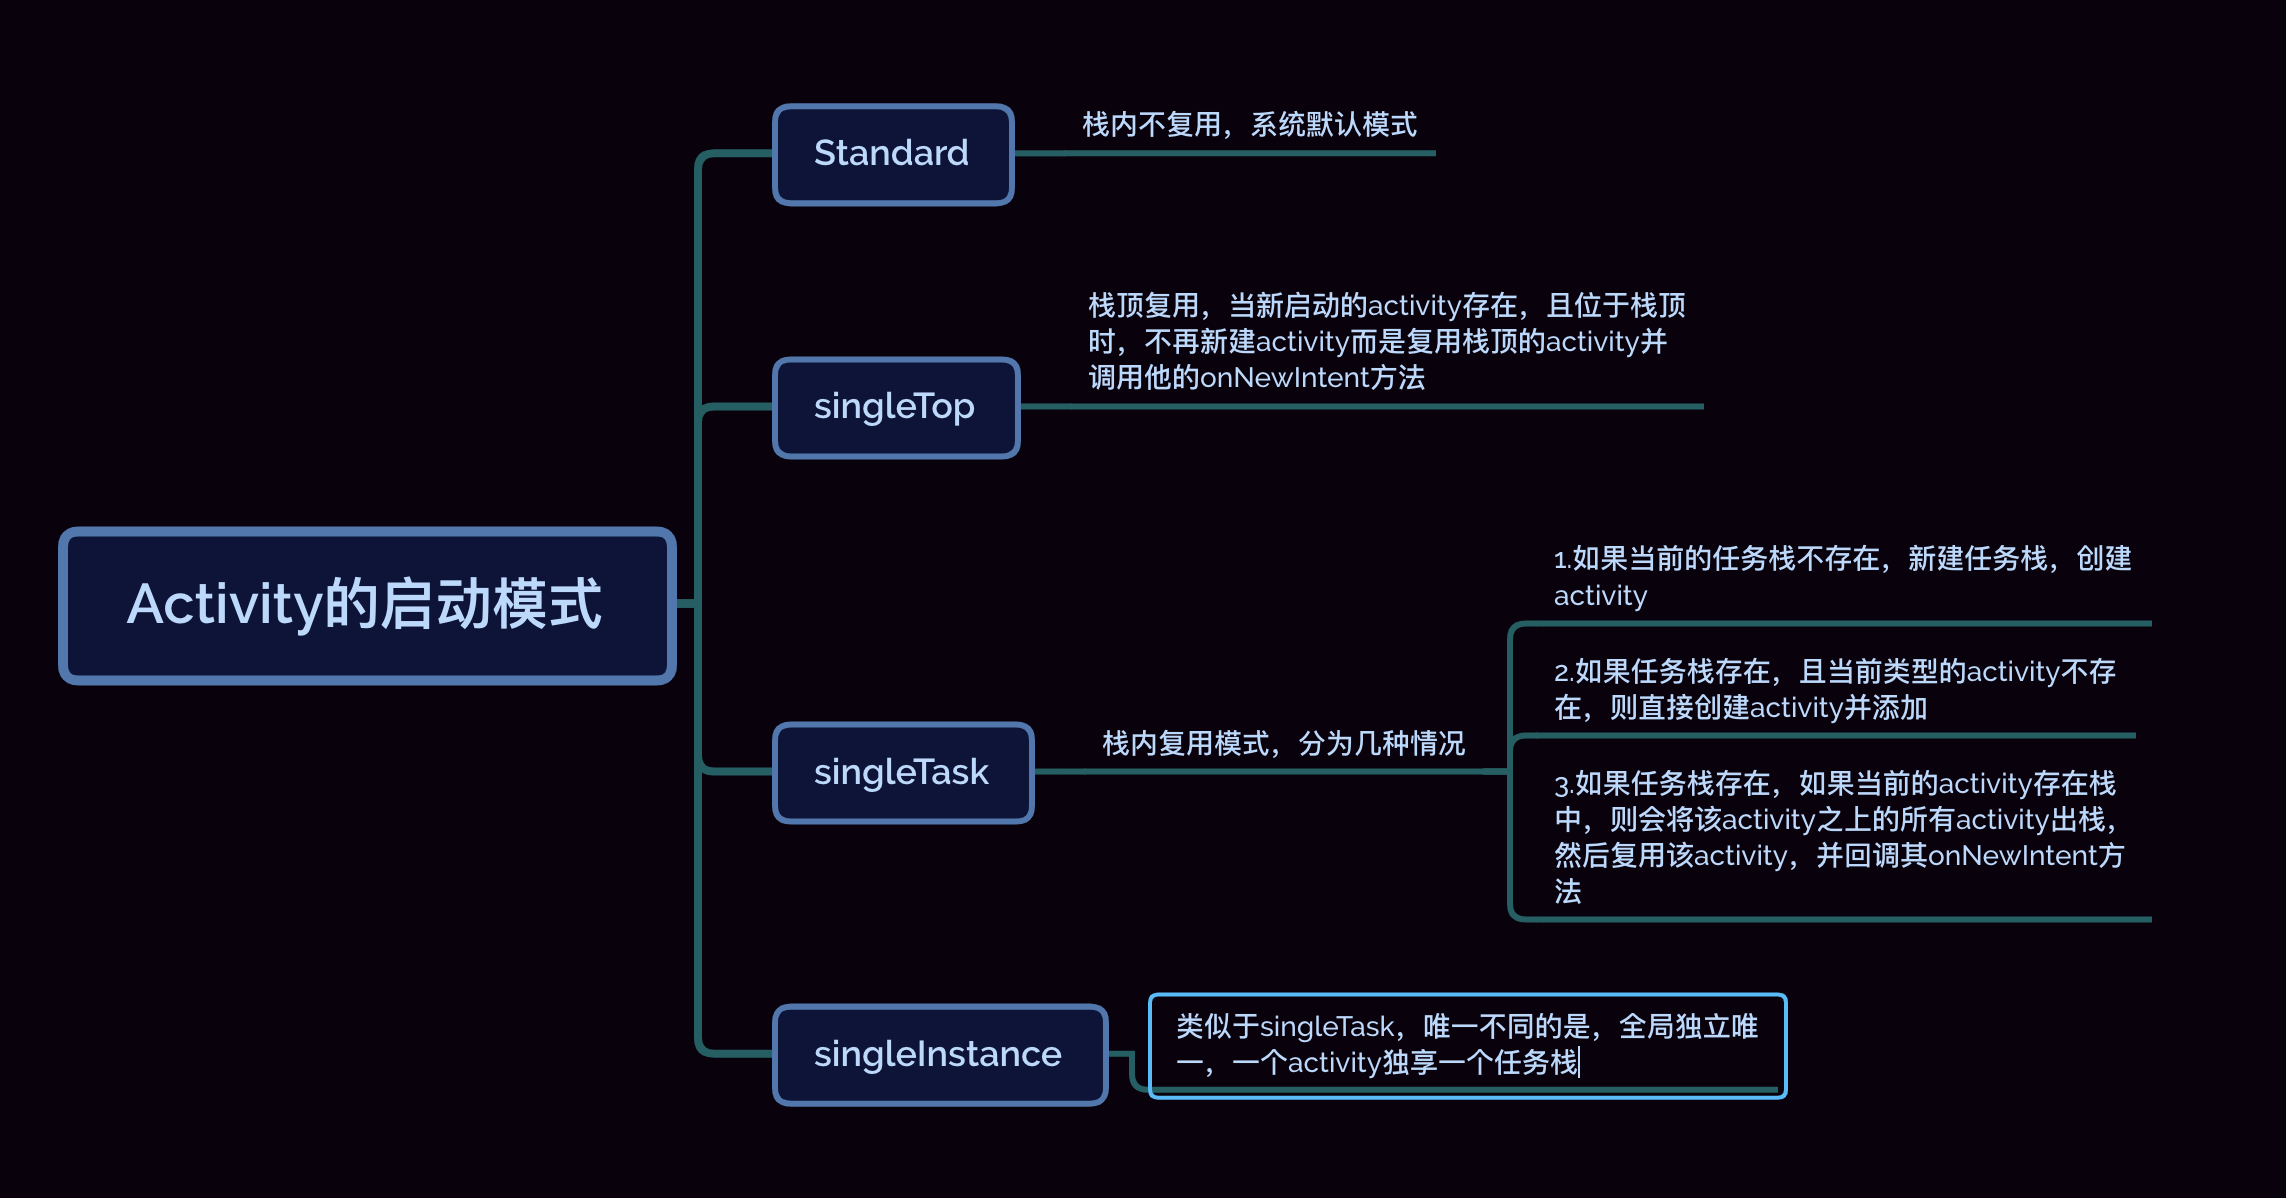 Activity的启动模式
Standard
栈内不复用，系统默认模式
singleTop
栈顶复用，当新启动的activity存在，且位于栈顶
时，不再新建activity而是复用栈顶的activity并
调用他的onNewIntent方法
singleTask
栈内复用模式，分为几种情况
1.如果当前的任务栈不存在，新建任务栈，创建
activity
2.如果任务栈存在，且当前类型的activity不存
在，则直接创建activity并添加
3.如果任务栈存在，如果当前的activity存在栈
中，则会将该activity之上的所有activity出栈，
然后复用该activity，并回调其onNewIntent方
法
singleInstance
类似于singleTask，唯一不同的是，全局独立唯
一，一个activity独享一个任务栈